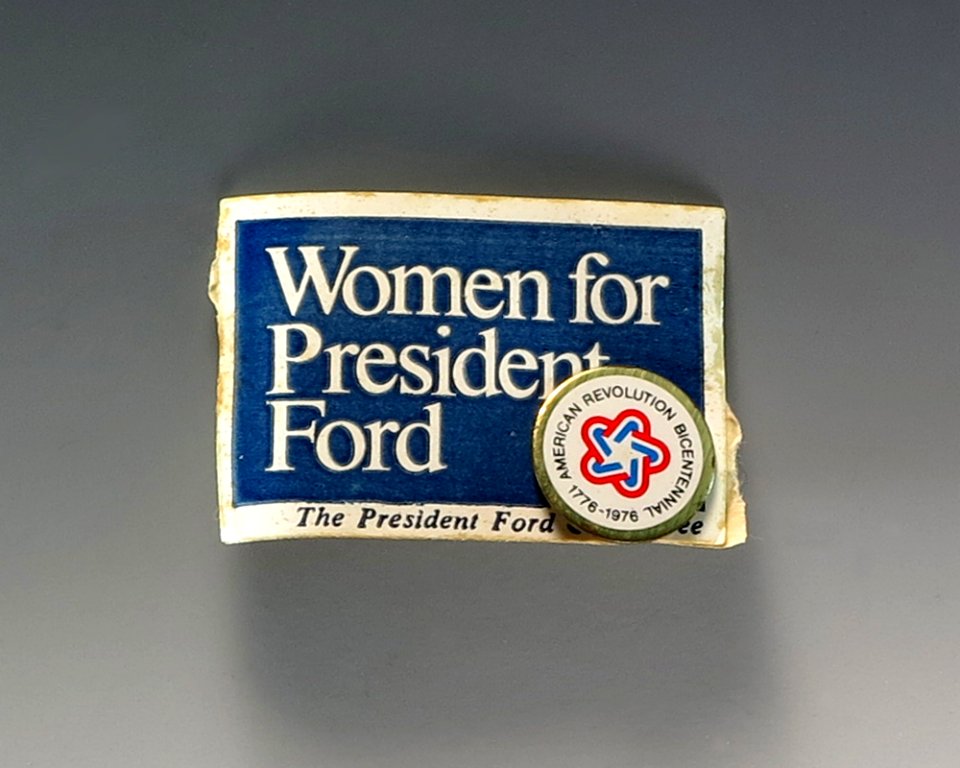 Women for
President
Ford
The President Ford
AMERICAN REVOLUTION BICENTENNIAL
1776-1976